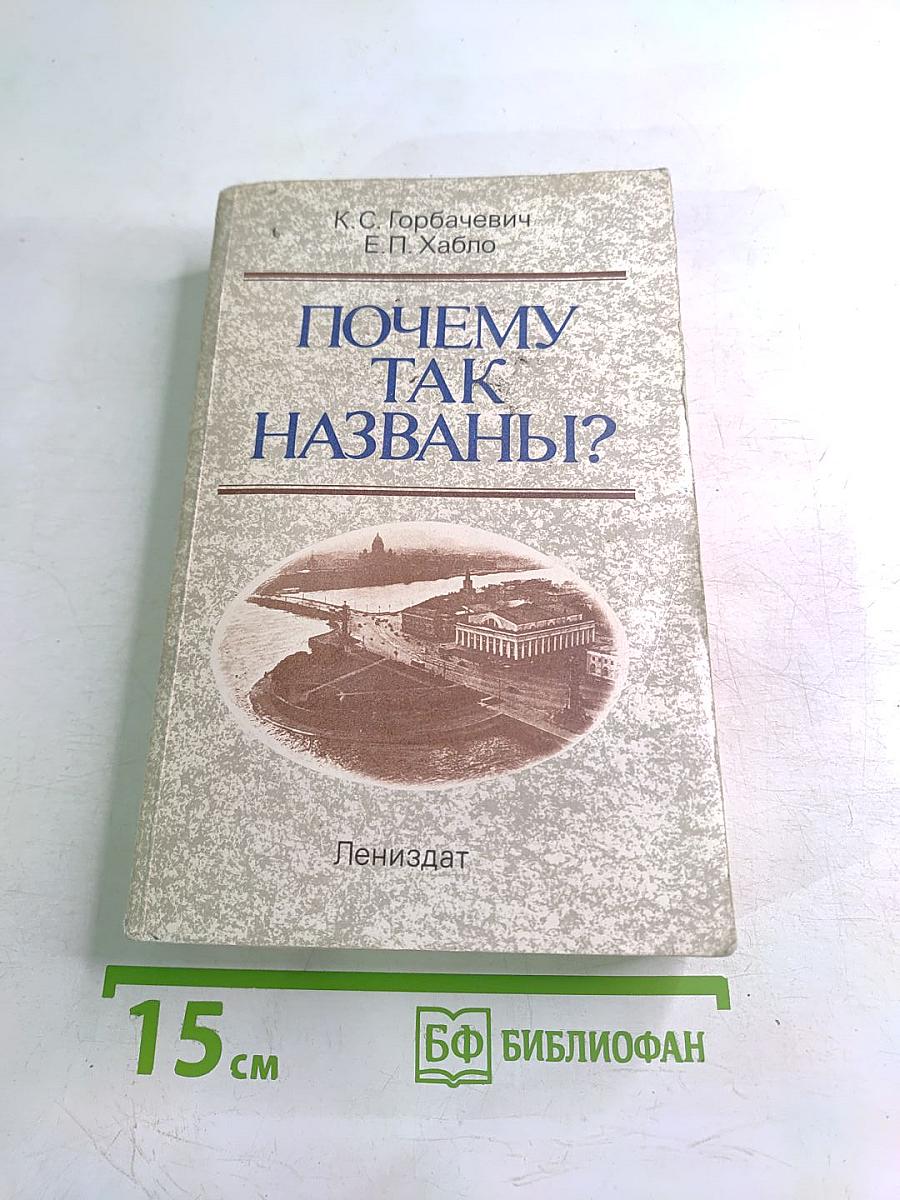 К. С. Горбачевич
Е. П. Хабло
ПОЧЕМУ
ТАК
НАЗВАНЫ?
Лениздат
15 см
БФ БИБЛИОФАН